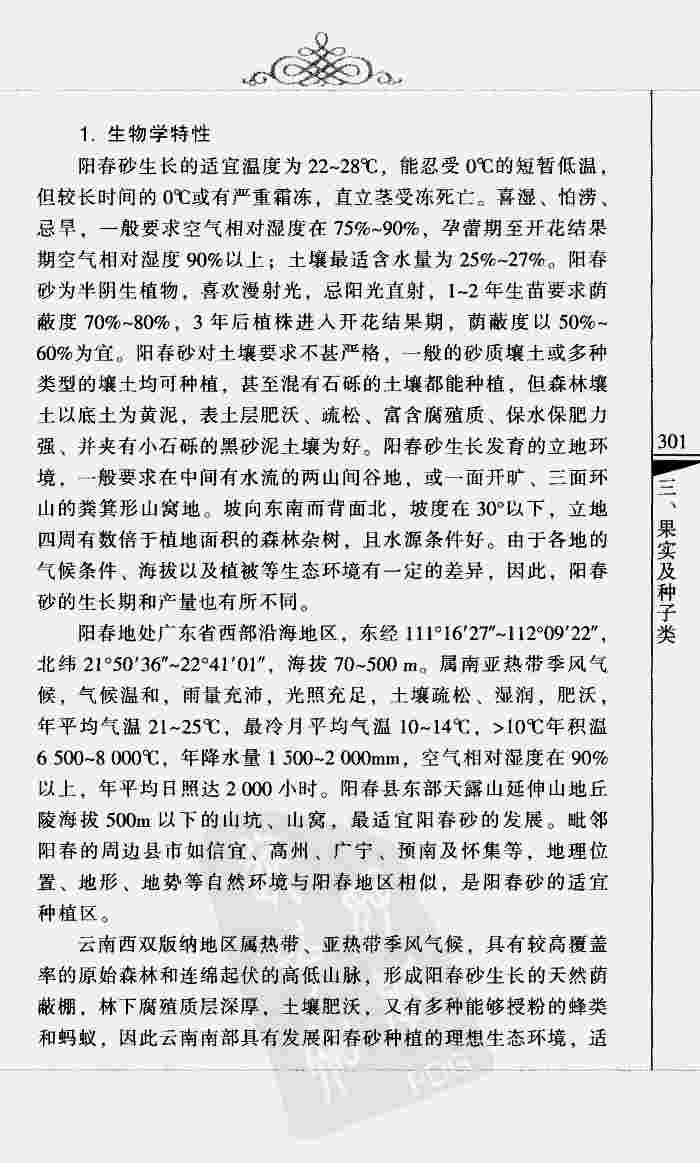 1. 生物学特性
阳春砂生长的适宜温度为 22~28℃，能忍受 0℃的短暂低温，
但较长时间的 0℃或有严重霜冻，直立茎受冻死亡。喜湿、怕涝、
忌旱，一般要求空气相对湿度在 75%~90%，孕蕾期至开花结果
期空气相对湿度 90%以上；土壤最适含水量为 25%~27%。阳春
砂为半阴生植物，喜欢漫射光，忌阳光直射，1~2 年生苗要求荫
蔽度 70%~80%，3 年后植株进入开花结果期，荫蔽度以 50%~
60%为宜。阳春砂对土壤要求不甚严格，一般的砂质壤土或多种
类型的壤土均可种植，甚至混有石砾的土壤都能种植，但森林壤
土以底土为黄泥，表土层肥沃、疏松、富含腐殖质、保水保肥力
强、并夹有小石砾的黑砂泥土壤为好。阳春砂生长发育的立地环
境，一般要求在中间有水流的两山间谷地，或一面开旷、三面环
山的粪箕形山窝地。坡向东南而背面北，坡度在 30°以下，立地
四周有数倍于植地面积的森林杂树，且水源条件好。由于各地的
气候条件、海拔以及植被等生态环境有一定的差异，因此，阳春
砂的生长期和产量也有所不同。
阳春地处广东省西部沿海地区，东经 111°16′27″~112°09′22″，
北纬 21°50′36″~22°41′01″，海拔 70~500 m。属南亚热带季风气
候，气候温和，雨量充沛，光照充足，土壤疏松、湿润，肥沃，
年平均气温 21~25℃，最冷月平均气温 10~14℃，>10℃年积温
6 500~8 000℃，年降水量 1 500~2 000mm，空气相对湿度在 90%
以上，年平均日照达 2 000 小时。阳春县东部天露山延伸山地丘
陵海拔 500m 以下的山坑、山窝，最适宜阳春砂的发展。毗邻
阳春的周边县市如信宜、高州、广宁、预南及怀集等，地理位
置、地形、地势等自然环境与阳春地区相似，是阳春砂的适宜
种植区。
云南西双版纳地区属热带、亚热带季风气候，具有较高覆盖
率的原始森林和连绵起伏的高低山脉，形成阳春砂生长的天然荫
蔽棚，林下腐殖质层深厚，土壤肥沃，又有多种能够授粉的蜂类
和蚂蚁，因此云南南部具有发展阳春砂种植的理想生态环境，适
301
三、果实及种子类